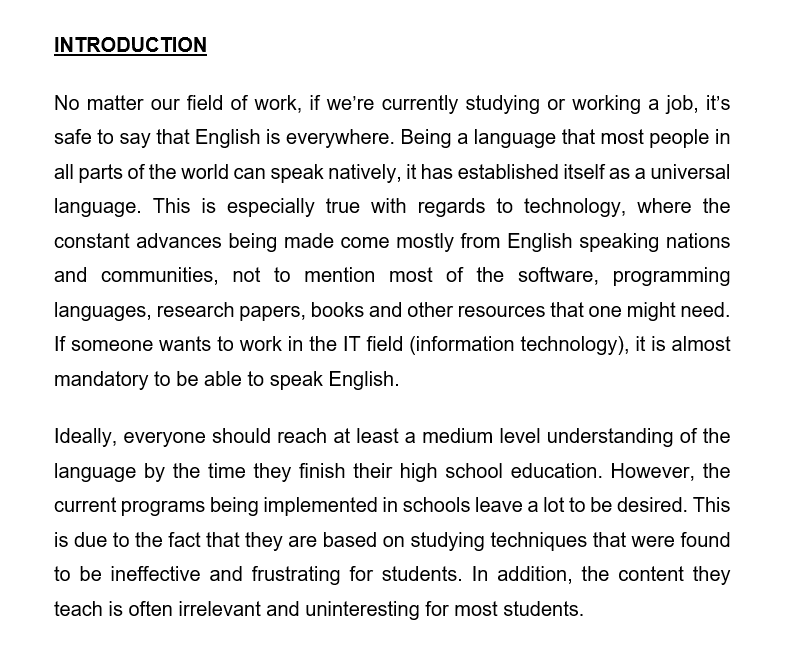 INTRODUCTION
No matter our field of work, if we’re currently studying or working a job, it’s
safe to say that English is everywhere. Being a language that most people in
all parts of the world can speak natively, it has established itself as a universal
language. This is especially true with regards to technology, where the
constant advances being made come mostly from English speaking nations
and communities, not to mention most of the software, programming
languages, research papers, books and other resources that one might need.
If someone wants to work in the IT field (information technology), it is almost
mandatory to be able to speak English.
Ideally, everyone should reach at least a medium level understanding of the
language by the time they finish their high school education. However, the
current programs being implemented in schools leave a lot to be desired. This
is due to the fact that they are based on studying techniques that were found
to be ineffective and frustrating for students. In addition, the content they
teach is often irrelevant and uninteresting for most students.